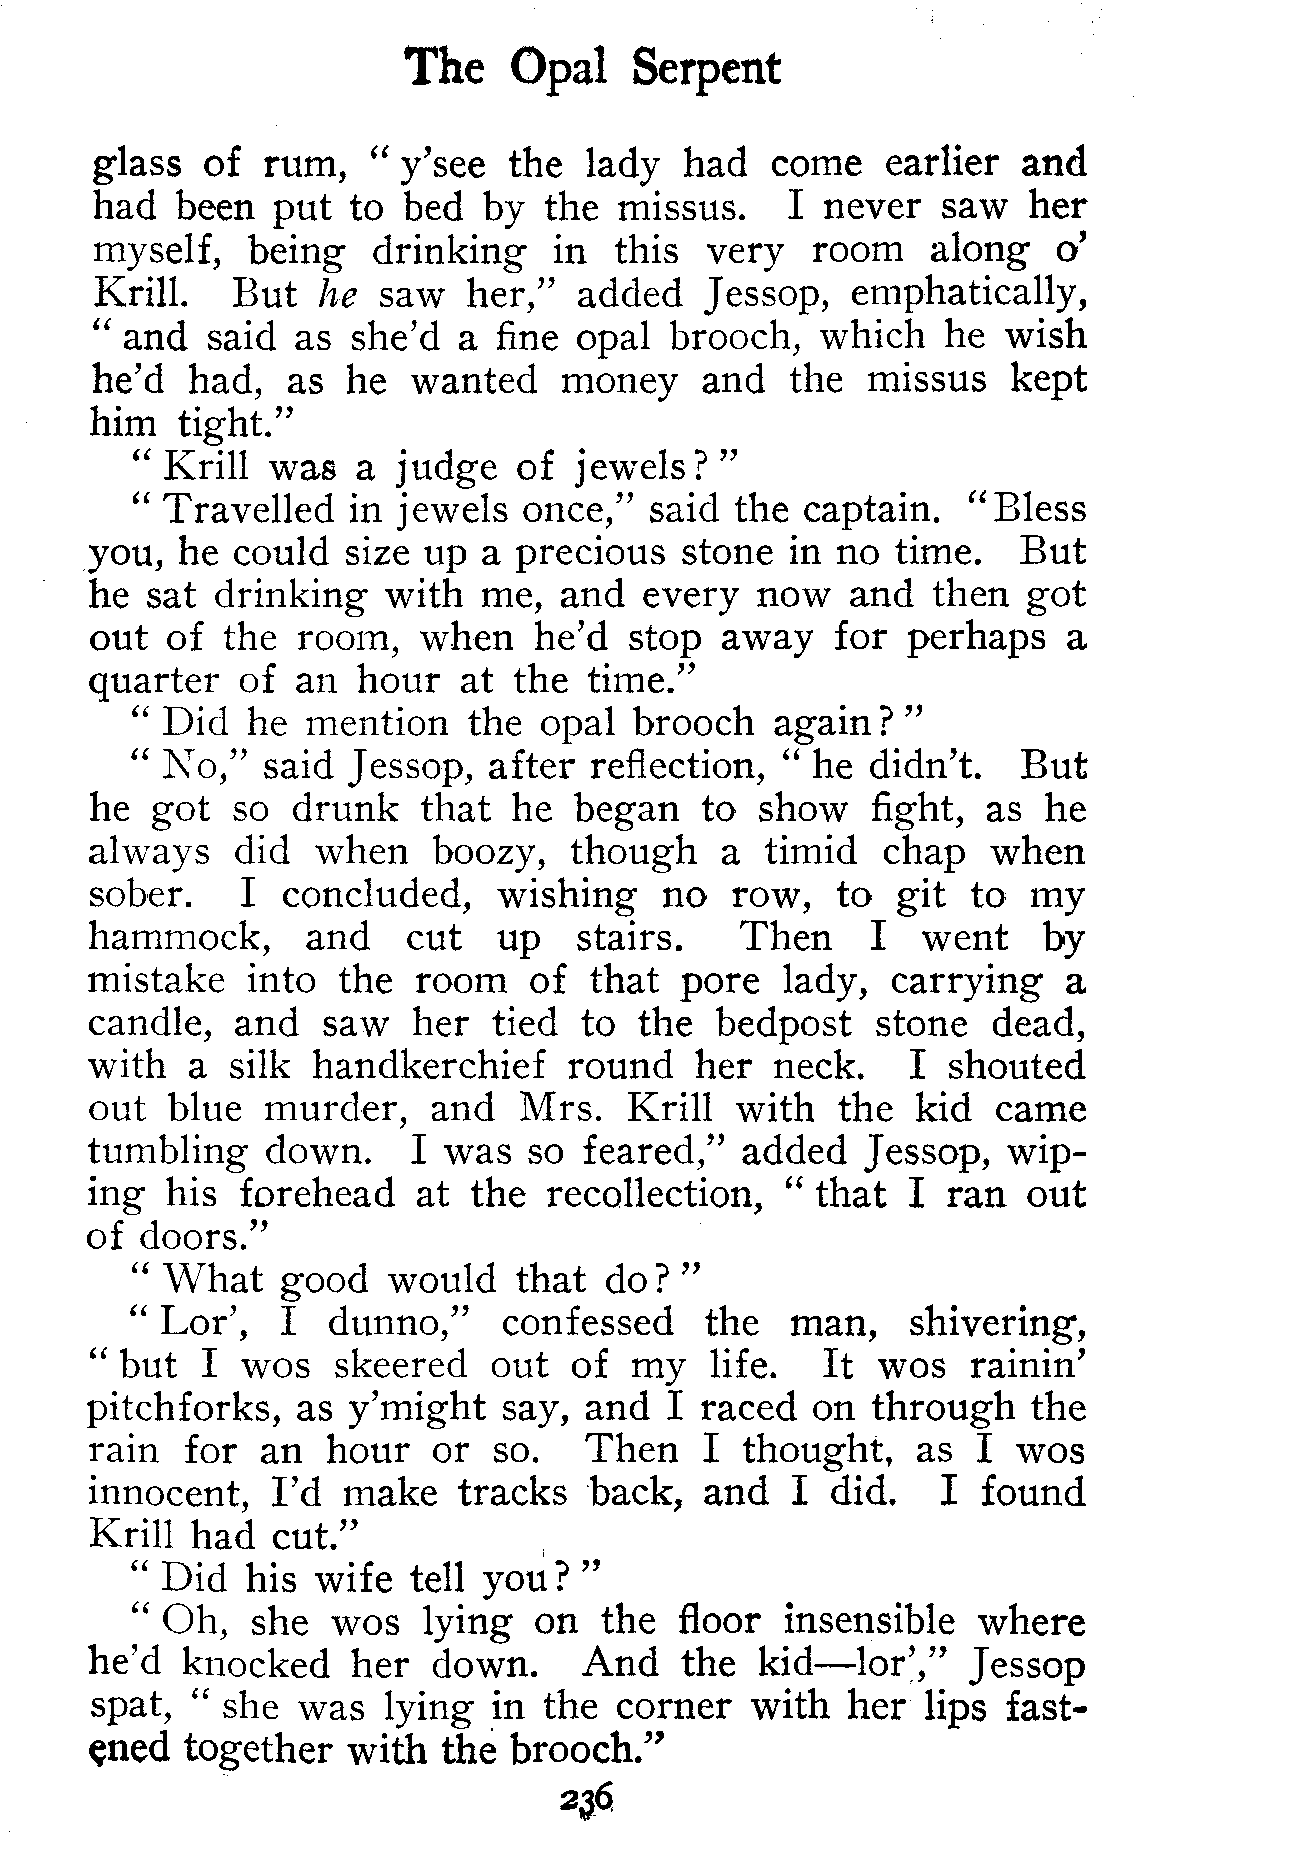 The Opal Serpent
glass of rum, " y'see the lady had come earlier and
had been put to bed by the missus. I never saw her
myself, being drinking in this very room along o'
Krill. But he saw her," added Jessop, emphatically,
" and said as she'd a fine opal brooch, which he wish
he'd had, as he wanted money and the missus kept
him tight."
" Krill was a judge of jewels? "
" Travelled in jewels once," said the captain. "Bless
you, he could size up a precious stone in no time. But
he sat drinking with me, and every now and then got
out of the room, when he'd stop away for perhaps a
quarter of an hour at the time."
" Did he mention the opal brooch again? "
" No," said Jessop, after reflection, " he didn't. But
he got so drunk that he began to show fight, as he
always did when boozy, though a timid chap when
sober. I concluded, wishing no row, to git to my
hammock, and cut up stairs. Then I went by
mistake into the room of that pore lady, carrying a
candle, and saw her tied to the bedpost stone dead,
with a silk handkerchief round her neck. I shouted
out blue murder, and Mrs. Krill with the kid came
tumbling down. I was so feared," added Jessop, wip-
ing his forehead at the recollection, " that I ran out
of doors."
" What good would that do? "
" Lor', I dunno," confessed the man, shivering,
" but I wos skeered out of my life. It wos rainin'
pitchforks, as y'might say, and I raced on through the
rain for an hour or so. Then I thought, as I wos
innocent, I'd make tracks back, and I did. I found
Krill had cut."
" Did his wife tell you? "
" Oh, she wos lying on the floor insensible where
he'd knocked her down. And the kid—lor'," Jessop
spat, " she was lying in the corner with her lips fast-
ened together with the brooch."
236